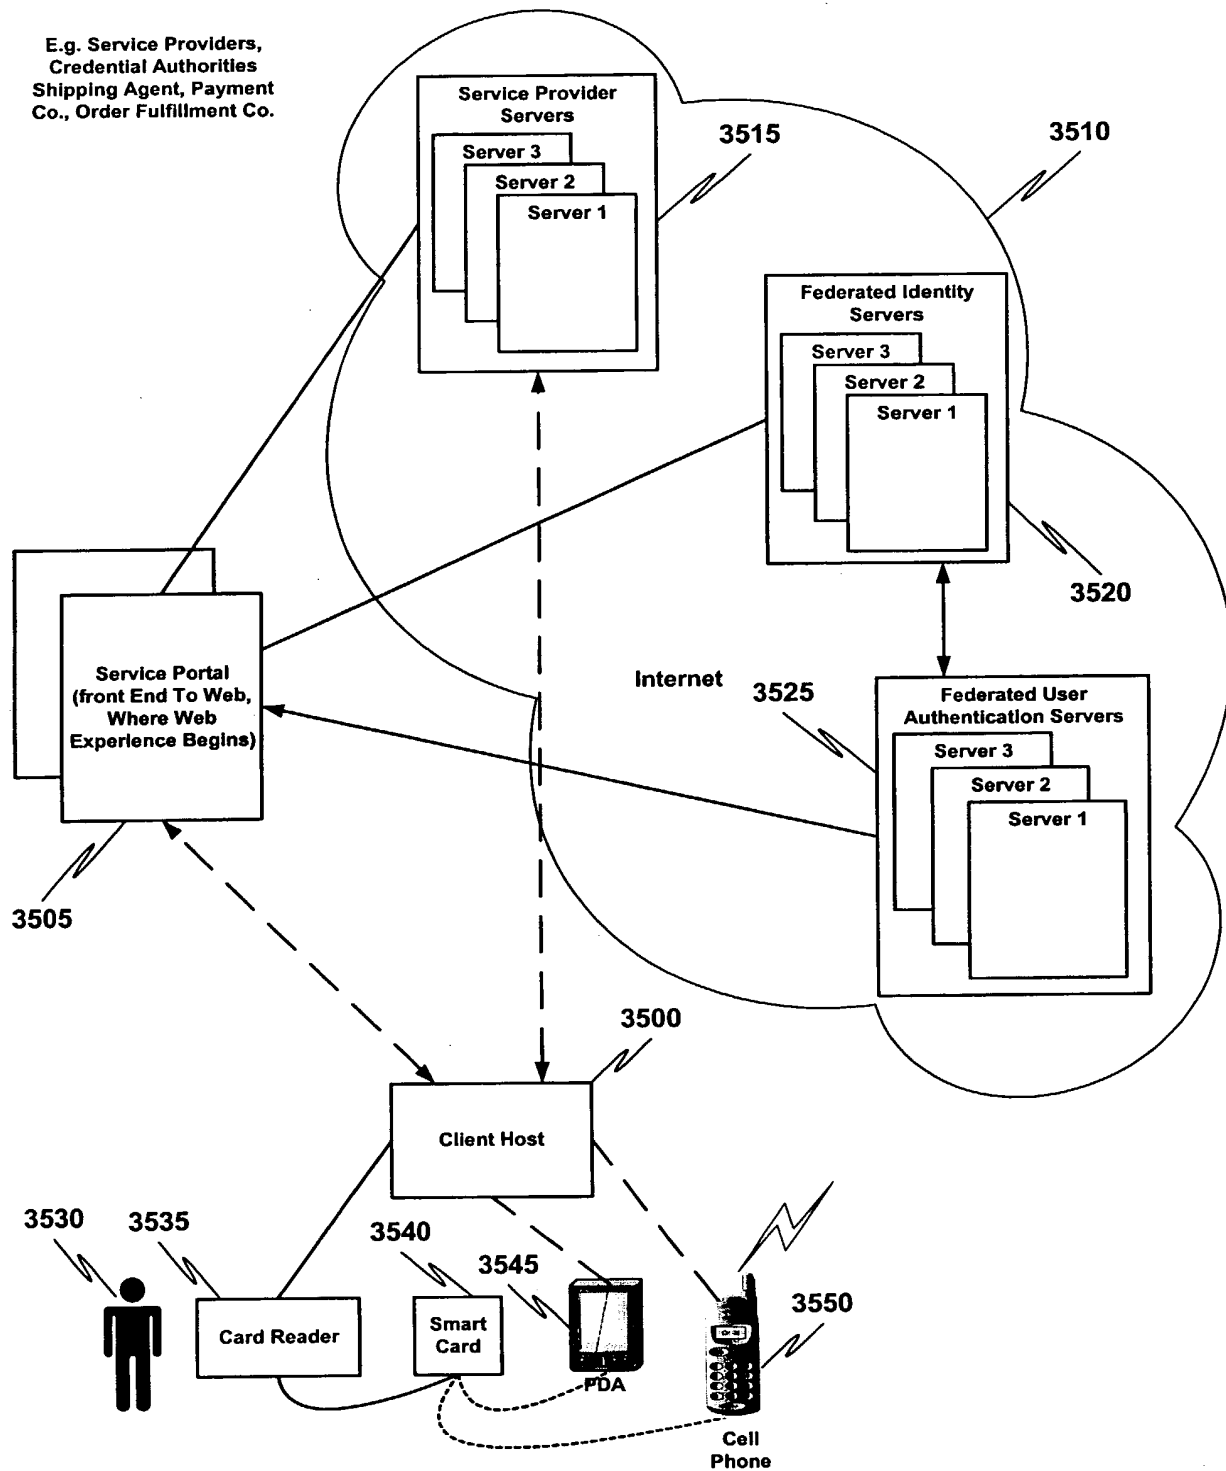 E.g. Service Providers,
Credential Authorities
Shipping Agent, Payment
Co., Order Fulfillment Co.
Service Provider
Servers
Server 3
Server 2
Server 1
3515
3510
Federated Identity
Servers
Server 3
Server 2
Server 1
3520
Service Portal
(front End To Web,
Where Web
Experience Begins)
3505
Internet
3525
Federated User
Authentication Servers
Server 3
Server 2
Server 1
3500
Client Host
3530
3535
3540
3545
3550
Card Reader
Smart
Card
PDA
Cell
Phone